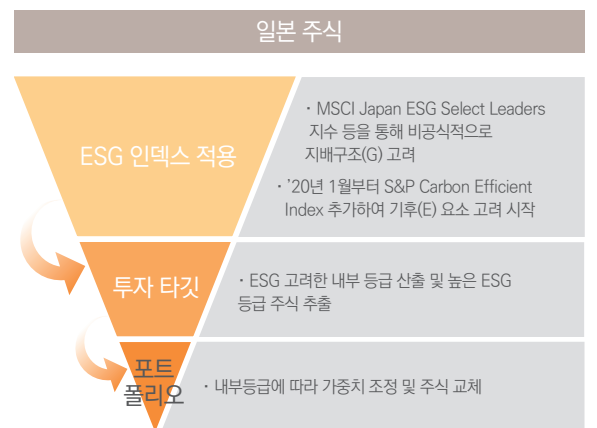 일본 주식
ESG 인덱스 적용
· MSCI Japan ESG Select Leaders
지수 등을 통해 비공식적으로
지배구조(G) 고려
· ’20년 1월부터 S&P Carbon Efficient
Index 추가하여 기후(E) 요소 고려 시작
투자 타깃
· ESG 고려한 내부 등급 산출 및 높은 ESG
등급 주식 추출
포트
폴리오
· 내부등급에 따라 가중치 조정 및 주식 교체